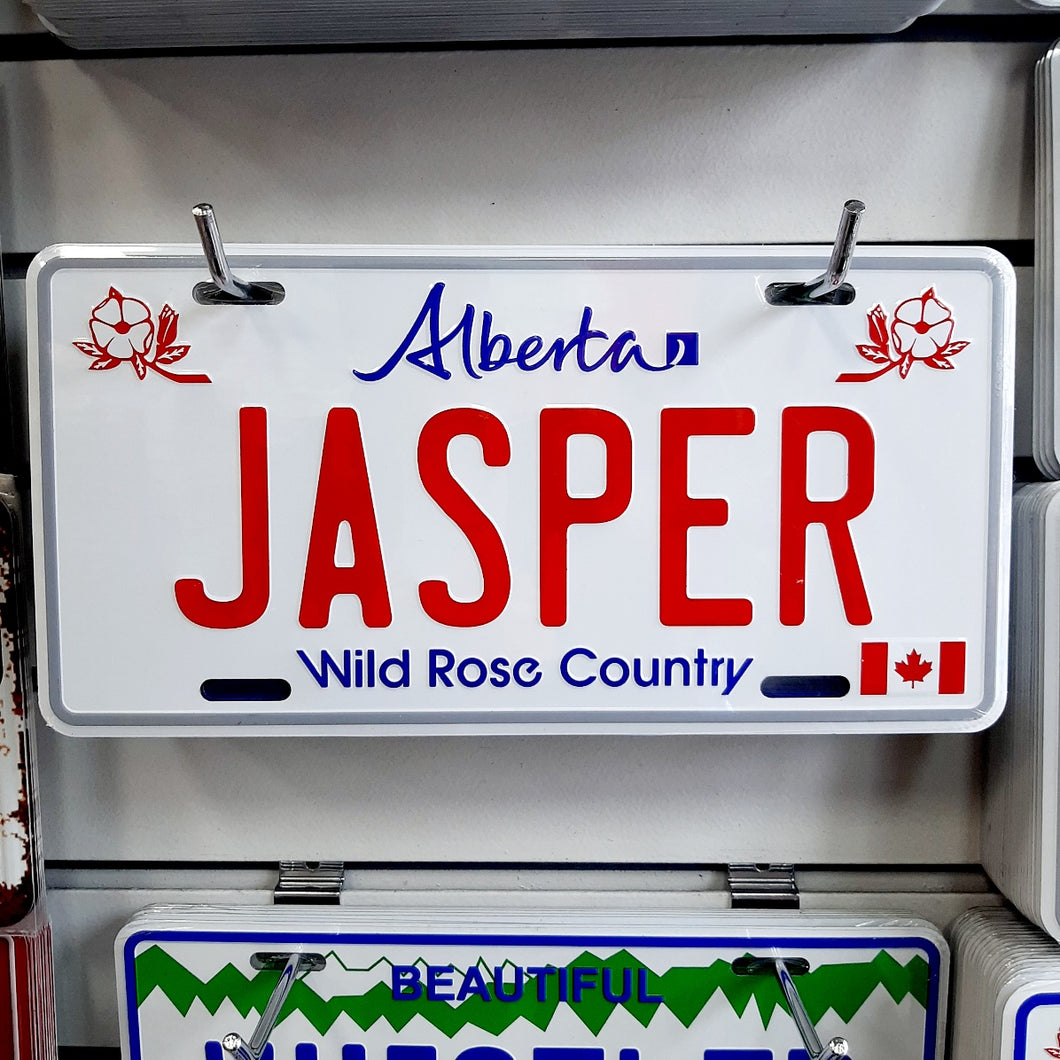 Alberta
JASPER
Wild Rose Country
BEAUTIFUL